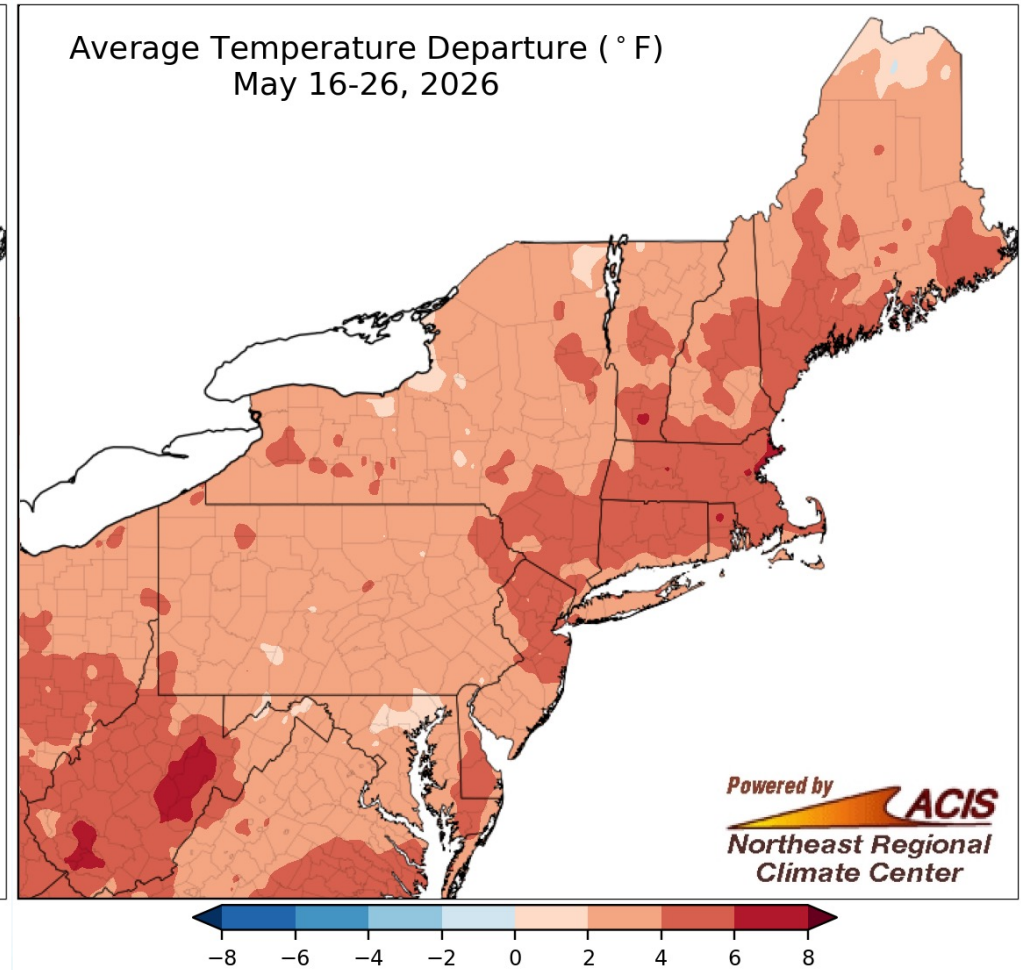 Average Temperature Departure (°F)
May 16-26, 2026
Powered by
ACIS
Northeast Regional
Climate Center
−8 −6 −4 −2 0 2 4 6 8